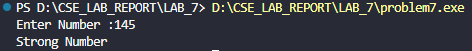 PS D:\CSE_LAB_REPORT\LAB_7> D:\CSE_LAB_REPORT\LAB_7\problem7.exe
Enter Number :145
Strong Number